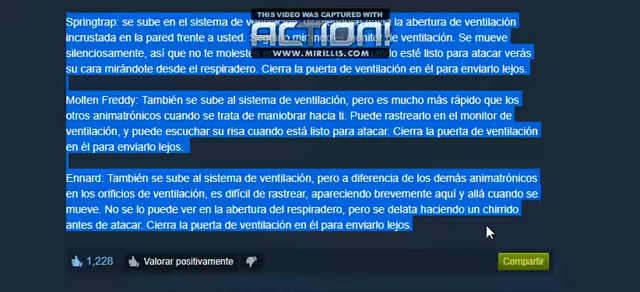 THIS VIDEO WAS CAPTURED WITH
ACTION!
WWW.MIRILLIS.COM
Springtrap: se sube en el sistema de la abertura de ventilación
incrustada en la pared frente a usted. de ventilación. Se mueve
silenciosamente, así que no te moleste esté listo para atacar verás
su cara mirándote desde el respiradero. Cierra la puerta de ventilación en él para enviarlo lejos.
Molten Freddy: También se sube al sistema de ventilación, pero es mucho más rápido que los
otros animatrónicos cuando se trata de maniobrar hacia ti. Puede rastrearlo en el monitor de
ventilación, y puede escuchar su risa cuando está listo para atacar. Cierra la puerta de ventilación
en él para enviarlo lejos.
Ennard: También se sube al sistema de ventilación, pero a diferencia de los demás animatrónicos
en los orificios de ventilación, es difícil de rastrear, apareciendo brevemente aquí y allá cuando se
mueve. No se lo puede ver en la abertura del respiradero, pero se delata haciendo un chirrido
antes de atacar. Cierra la puerta de ventilación en él para enviarlo lejos.
1,228 Valorar positivamente Compartir